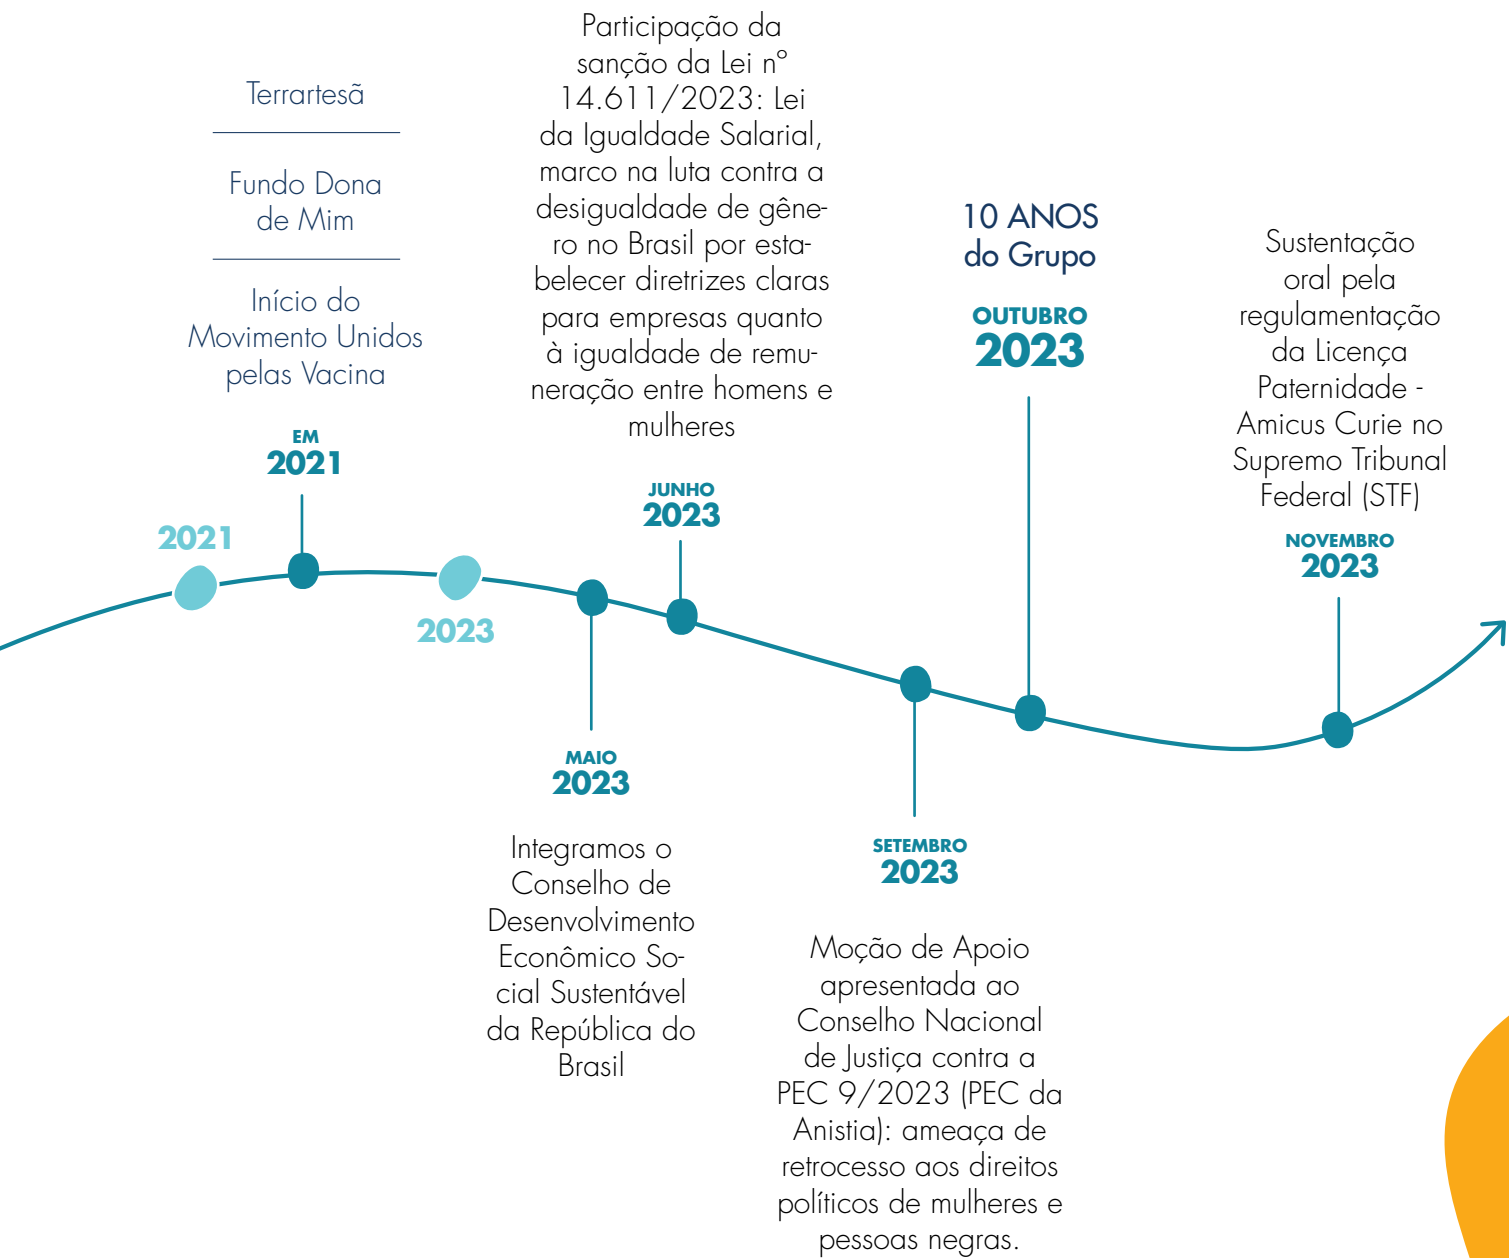 Terrartesã
Fundo Dona
de Mim
Início do
Movimento Unidos
pelas Vacina
EM
2021
2021
2023
MAIO
2023
Integramos o
Conselho de
Desenvolvimento
Econômico So-
cial Sustentável
da República do
Brasil
Participação da
sanção da Lei nº
14.611/2023: Lei
da Igualdade Salarial,
marco na luta contra a
desigualdade de gêne-
ro no Brasil por esta-
belecer diretrizes claras
para empresas quanto
à igualdade de remu-
neração entre homens e
mulheres
JUNHO
2023
SETEMBRO
2023
Moção de Apoio
apresentada ao
Conselho Nacional
de Justiça contra a
PEC 9/2023 (PEC da
Anistia): ameaça de
retrocesso aos direitos
políticos de mulheres e
pessoas negras.
10 ANOS
do Grupo
OUTUBRO
2023
Sustentação
oral pela
regulamentação
da Licença
Paternidade -
Amicus Curie no
Supremo Tribunal
Federal (STF)
NOVEMBRO
2023